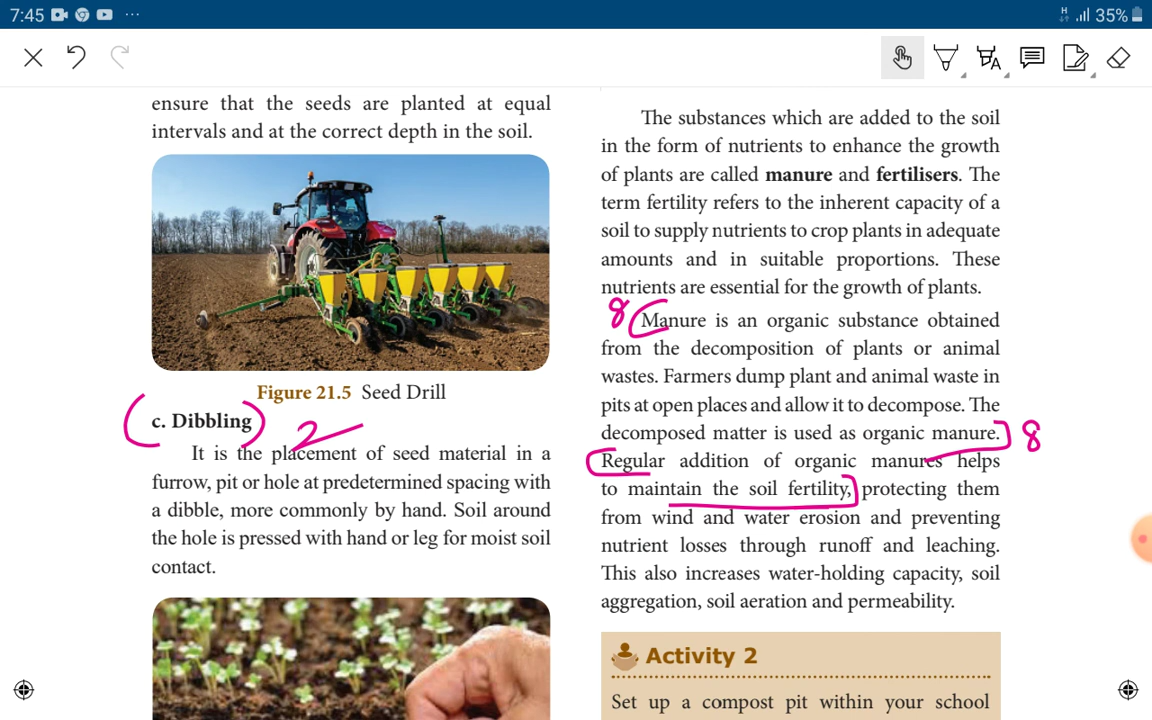 7:45 ··· H 35%
ensure that the seeds are planted at equal
intervals and at the correct depth in the soil.
Figure 21.5 Seed Drill
c. Dibbling
2
It is the placement of seed material in a
furrow, pit or hole at predetermined spacing with
a dibble, more commonly by hand. Soil around
the hole is pressed with hand or leg for moist soil
contact.
The substances which are added to the soil
in the form of nutrients to enhance the growth
of plants are called manure and fertilisers. The
term fertility refers to the inherent capacity of a
soil to supply nutrients to crop plants in adequate
amounts and in suitable proportions. These
nutrients are essential for the growth of plants.
8 Manure is an organic substance obtained
from the decomposition of plants or animal
wastes. Farmers dump plant and animal waste in
pits at open places and allow it to decompose. The
decomposed matter is used as organic manure. 8
Regular addition of organic manures helps
to maintain the soil fertility, protecting them
from wind and water erosion and preventing
nutrient losses through runoff and leaching.
This also increases water-holding capacity, soil
aggregation, soil aeration and permeability.
Activity 2
Set up a compost pit within your school